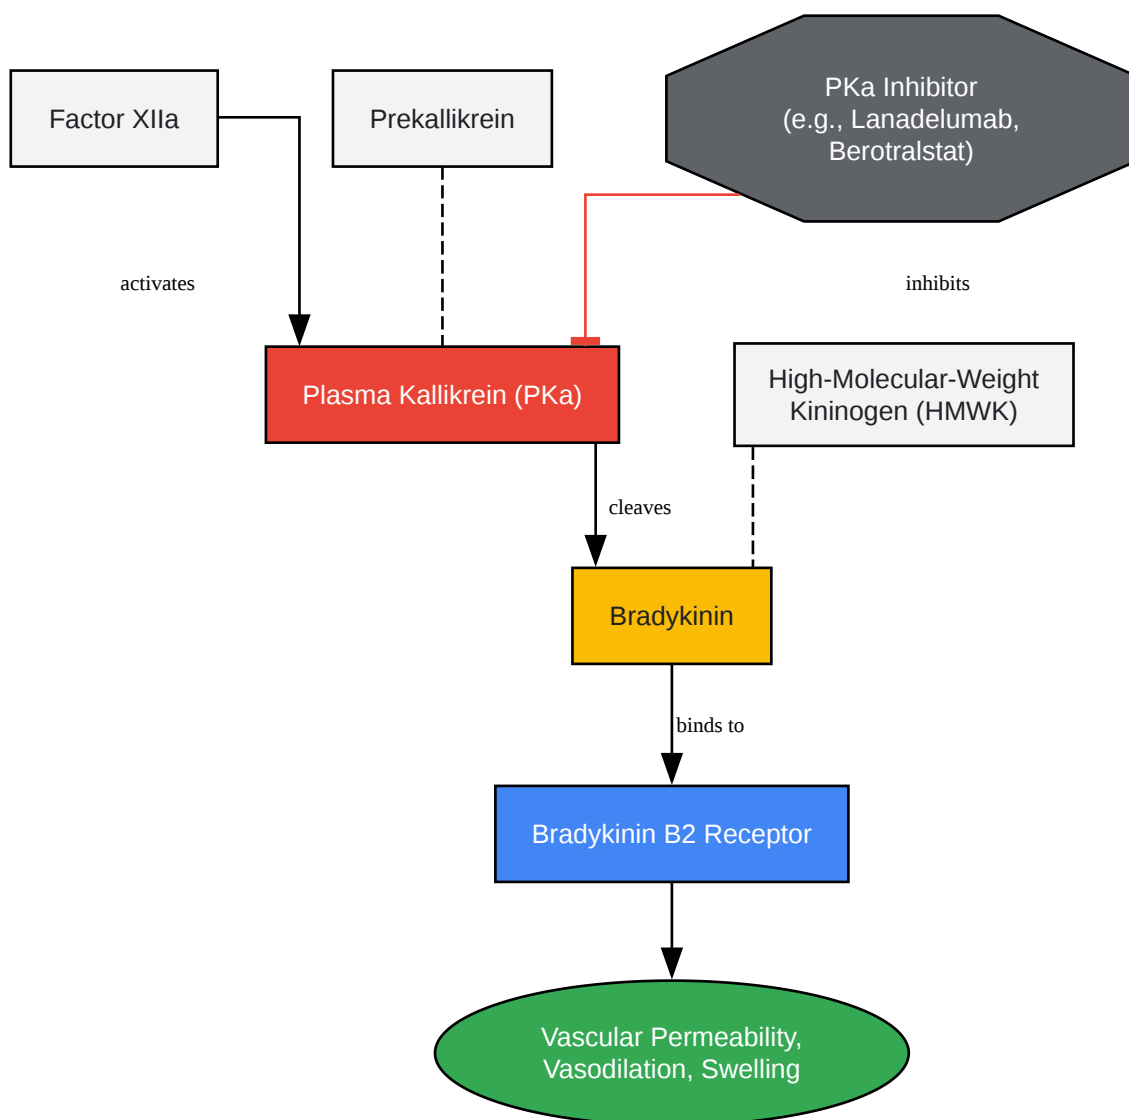 Factor XIIa
Prekallikrein
PKa Inhibitor
(e.g., Lanadelumab,
Berotralstat)
activates
inhibits
Plasma Kallikrein (PKa)
High-Molecular-Weight
Kininogen (HMWK)
cleaves
Bradykinin
binds to
Bradykinin B2 Receptor
Vascular Permeability,
Vasodilation, Swelling